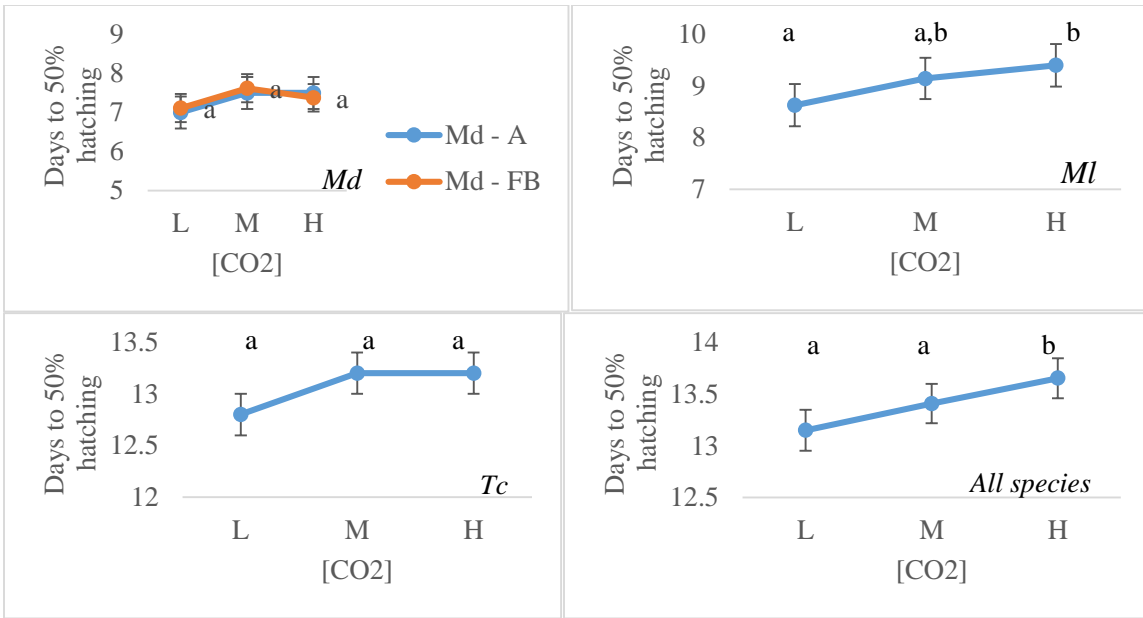 Days to 50%
hatching
9
8
7
6
5
a
a
a
Md - A
Md - FB
Md
L M H
[CO2]
Days to 50%
hatching
10
9
8
7
a a,b b
Ml
L M H
[CO2]
Days to 50%
hatching
13.5
13
12.5
12
a a a
Tc
L M H
[CO2]
Days to 50%
hatching
14
13.5
13
12.5
a a b
All species
L M H
[CO2]